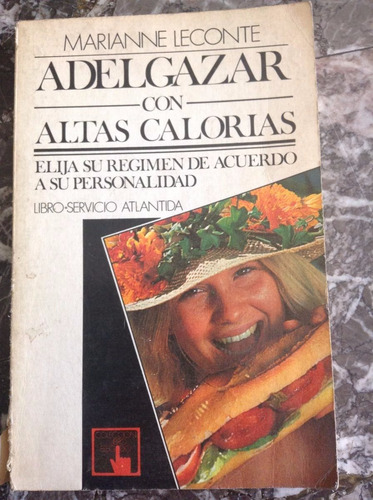 MARIANNE LECONTE
ADELGAZAR
CON
ALTAS CALORIAS
ELIJA SU REGIMEN DE ACUERDO
A SU PERSONALIDAD
LIBRO-SERVICIO ATLANTIDA